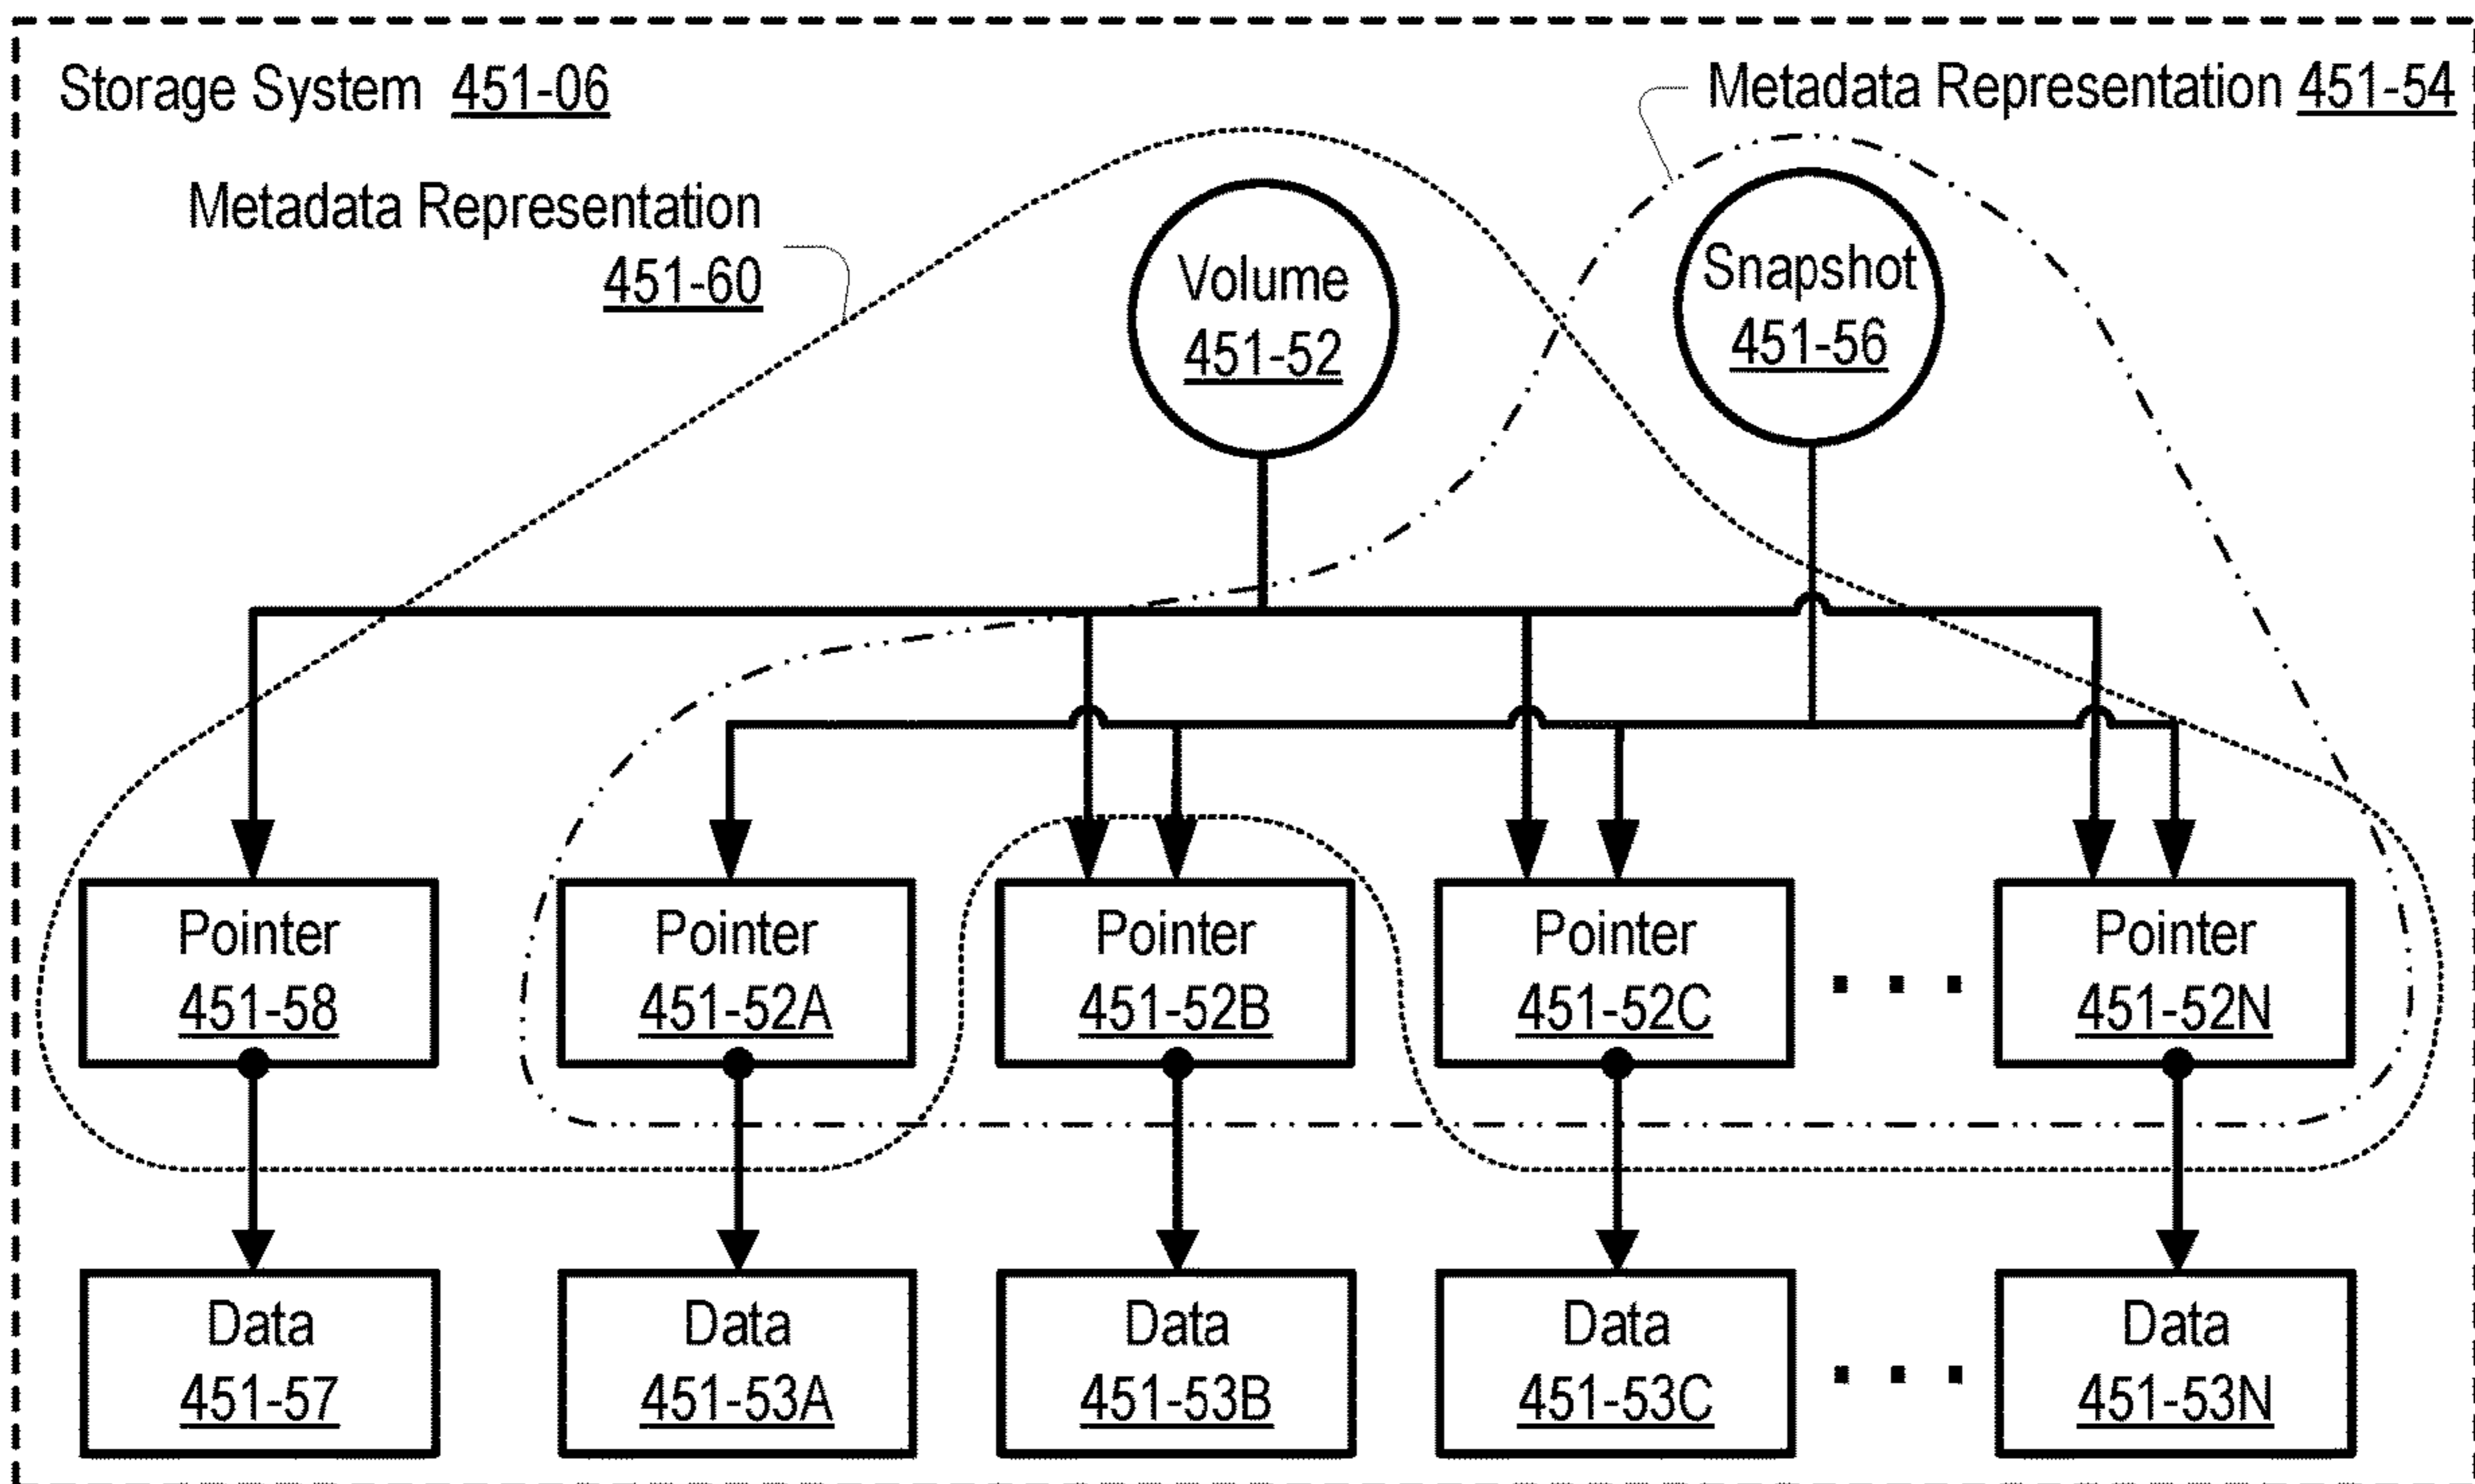 Storage System 451-06
Metadata Representation 451-54
Metadata Representation
451-60
Volume
451-52
Snapshot
451-56
Pointer
451-58
Pointer
451-52A
Pointer
451-52B
Pointer
451-52C
. . .
Pointer
451-52N
Data
451-57
Data
451-53A
Data
451-53B
Data
451-53C
. . .
Data
451-53N